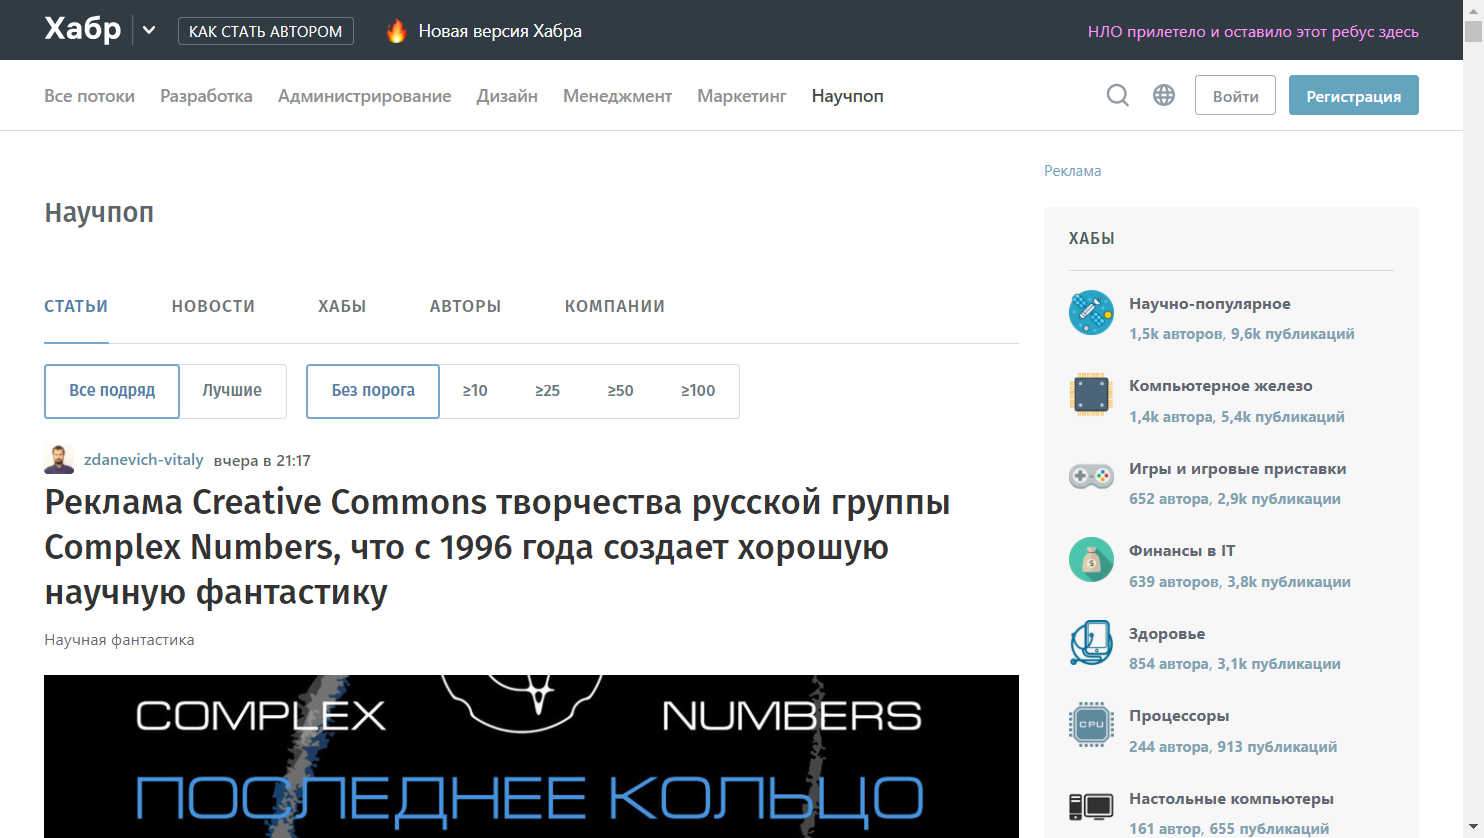 Хабр
КАК СТАТЬ АВТОРОМ
Новая версия Хабра
НЛО прилетело и оставило этот ребус здесь
Все потоки Разработка Администрирование Дизайн Менеджмент Маркетинг Научпоп
Войти
Регистрация
Научпоп
СТАТЬИ НОВОСТИ ХАБЫ АВТОРЫ КОМПАНИИ
Все подряд Лучшие Без порога ≥10 ≥25 ≥50 ≥100
zdanevich-vitaly вчера в 21:17
Реклама Creative Commons творчества русской группы
Complex Numbers, что с 1996 года создает хорошую
научную фантастику
Научная фантастика
COMPLEX NUMBERS
ПОСЛЕДНЕЕ КОЛЬЦО
Реклама
ХАБЫ
Научно-популярное
1,5k авторов, 9,6k публикаций
Компьютерное железо
1,4k автора, 5,4k публикаций
Игры и игровые приставки
652 автора, 2,9k публикации
Финансы в IT
639 авторов, 3,8k публикации
Здоровье
854 автора, 3,1k публикации
CPU
Процессоры
244 автора, 913 публикаций
Настольные компьютеры
161 автор, 655 публикаций